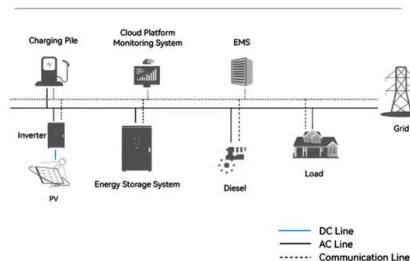 Charging Pile
Cloud Platform
Monitoring System
EMS
Grid
Inverter
PV
Energy Storage System
Diesel
Load
DC Line
AC Line
Communication Line